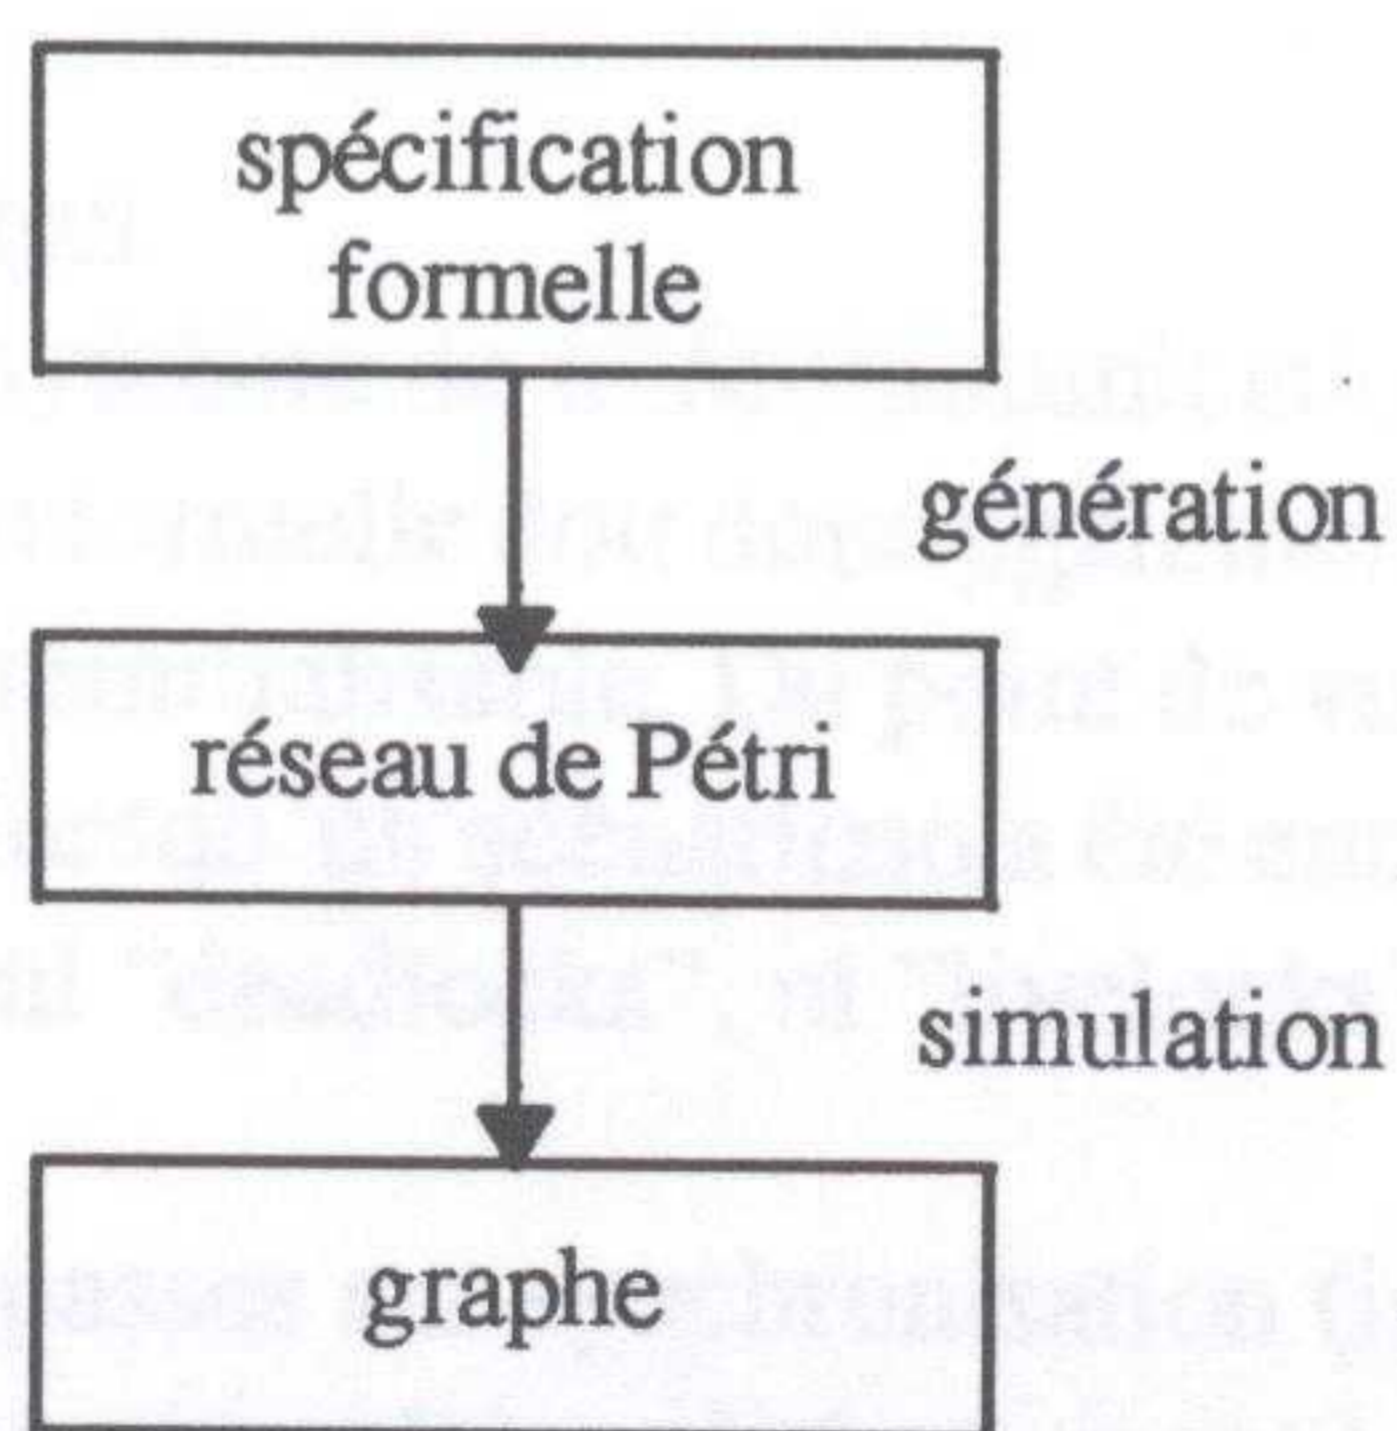 spécification
formelle
génération
réseau de Pétri
simulation
graphe